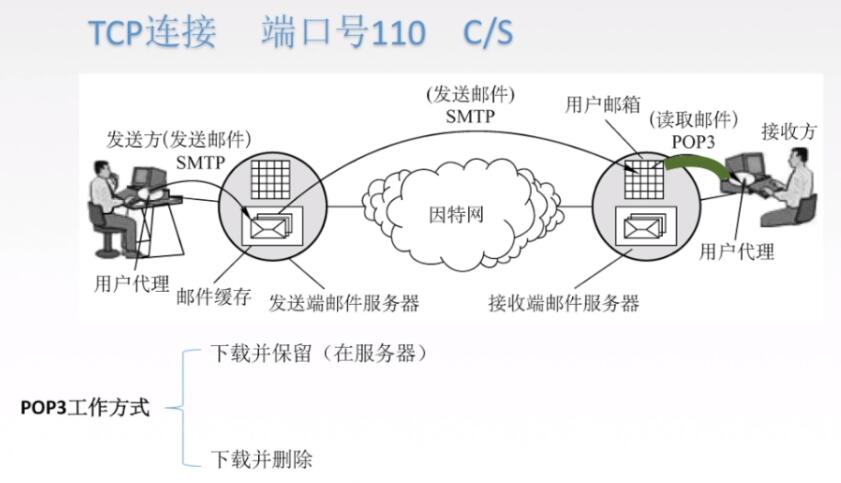 TCP连接 端口号110 C/S
(发送邮件)
SMTP
用户邮箱
(读取邮件)
POP3
接收方
发送方(发送邮件)
SMTP
因特网
用户代理
用户代理
邮件缓存
发送端邮件服务器
接收端邮件服务器
下载并保留（在服务器）
POP3工作方式
下载并删除